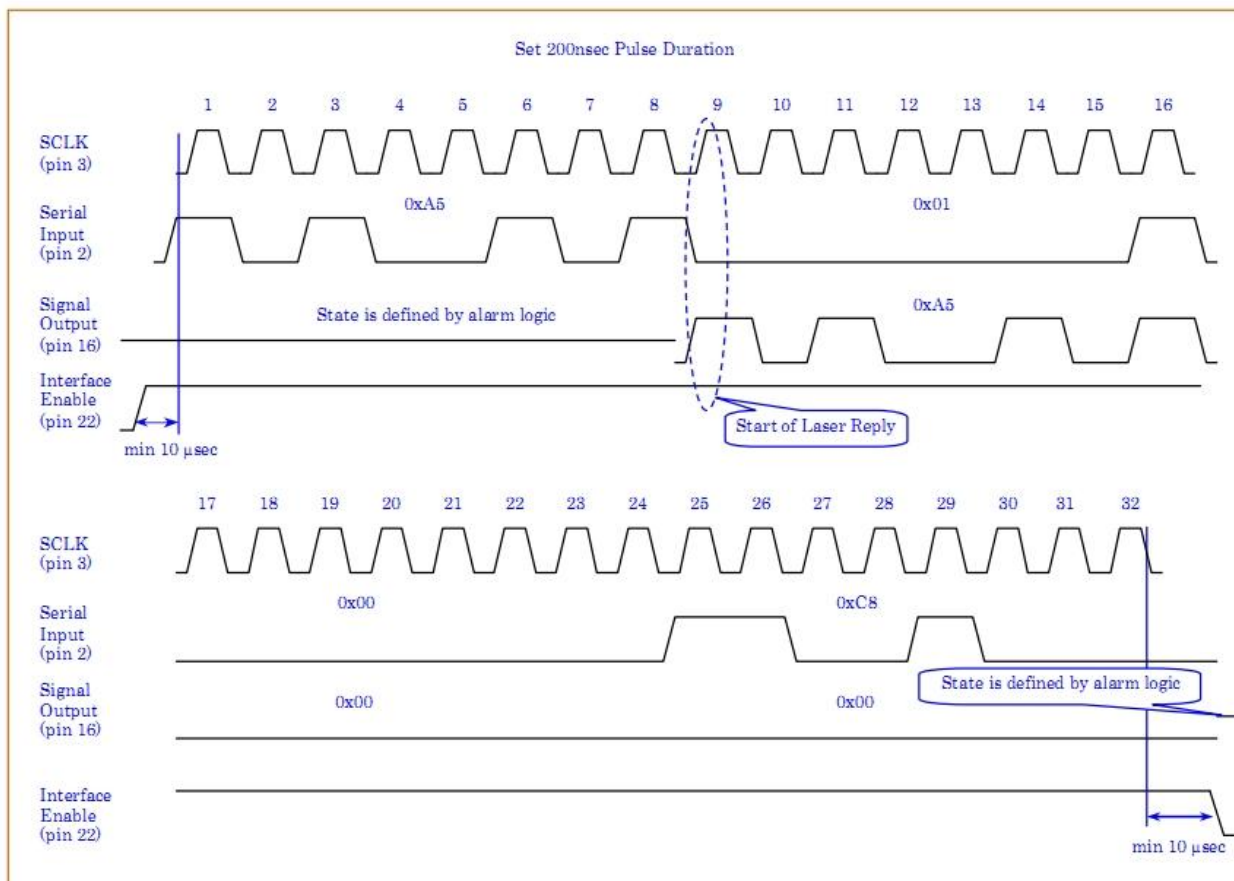 Set 200nsec Pulse Duration
1 2 3 4 5 6 7 8 9 10 11 12 13 14 15 16
SCLK
(pin 3)
0xA5 0x01
Serial
Input
(pin 2)
Signal
Output
(pin 16)
State is defined by alarm logic
0xA5
Interface
Enable
(pin 22)
min 10 μsec
Start of Laser Reply
17 18 19 20 21 22 23 24 25 26 27 28 29 30 31 32
SCLK
(pin 3)
0x00 0xC8
Serial
Input
(pin 2)
State is defined by alarm logic
Signal
Output
(pin 16)
0x00 0x00
Interface
Enable
(pin 22)
min 10 μsec